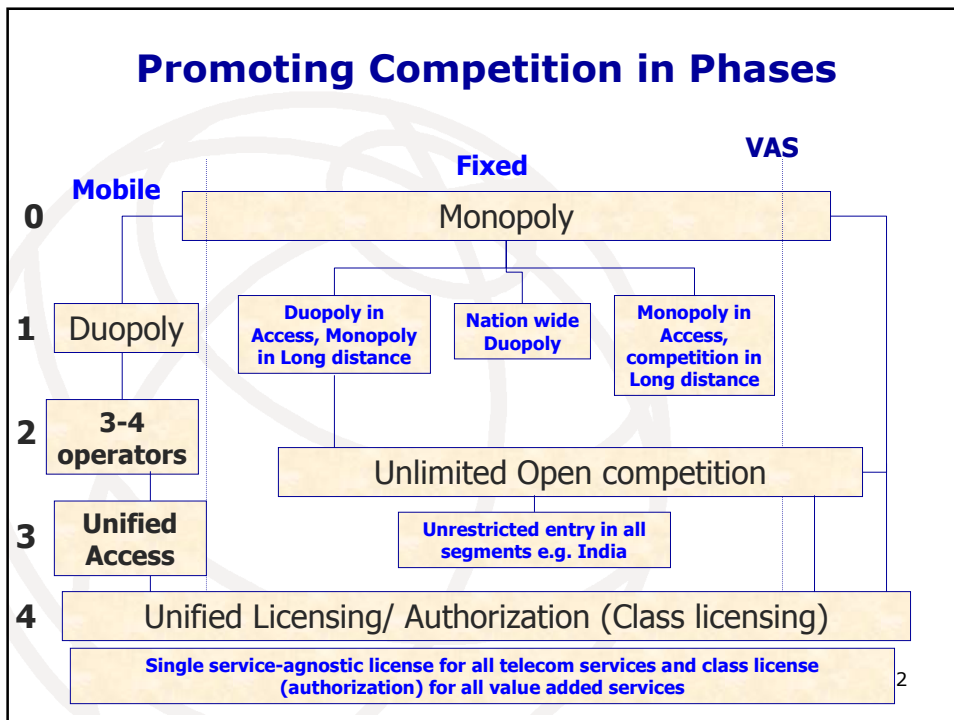 Promoting Competition in Phases
VAS
Fixed
Mobile
0
Monopoly
1
Duopoly
Duopoly in
Access, Monopoly
in Long distance
Nation wide
Duopoly
Monopoly in
Access,
competition in
Long distance
2
3-4
operators
Unlimited Open competition
3
Unified
Access
Unrestricted entry in all
segments e.g. India
4
Unified Licensing/ Authorization (Class licensing)
Single service-agnostic license for all telecom services and class license
(authorization) for all value added services
2